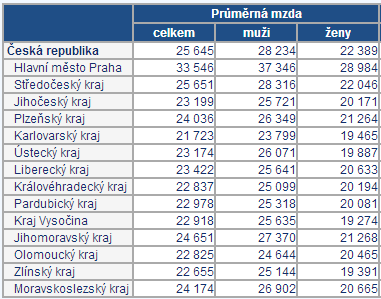 Průměrná mzda
celkem muži ženy
Česká republika 25 645 28 234 22 389
Hlavní město Praha 33 546 37 346 28 984
Středočeský kraj 25 651 28 316 22 046
Jihočeský kraj 23 199 25 721 20 171
Plzeňský kraj 24 036 26 349 21 264
Karlovarský kraj 21 723 23 799 19 465
Ústecký kraj 23 174 26 071 19 887
Liberecký kraj 23 422 25 641 20 633
Královéhradecký kraj 22 837 25 099 20 194
Pardubický kraj 22 978 25 318 20 081
Kraj Vysočina 22 918 25 635 19 274
Jihomoravský kraj 24 651 27 370 21 268
Olomoucký kraj 22 825 24 644 20 465
Zlínský kraj 22 655 25 144 19 391
Moravskoslezský kraj 24 174 26 902 20 665